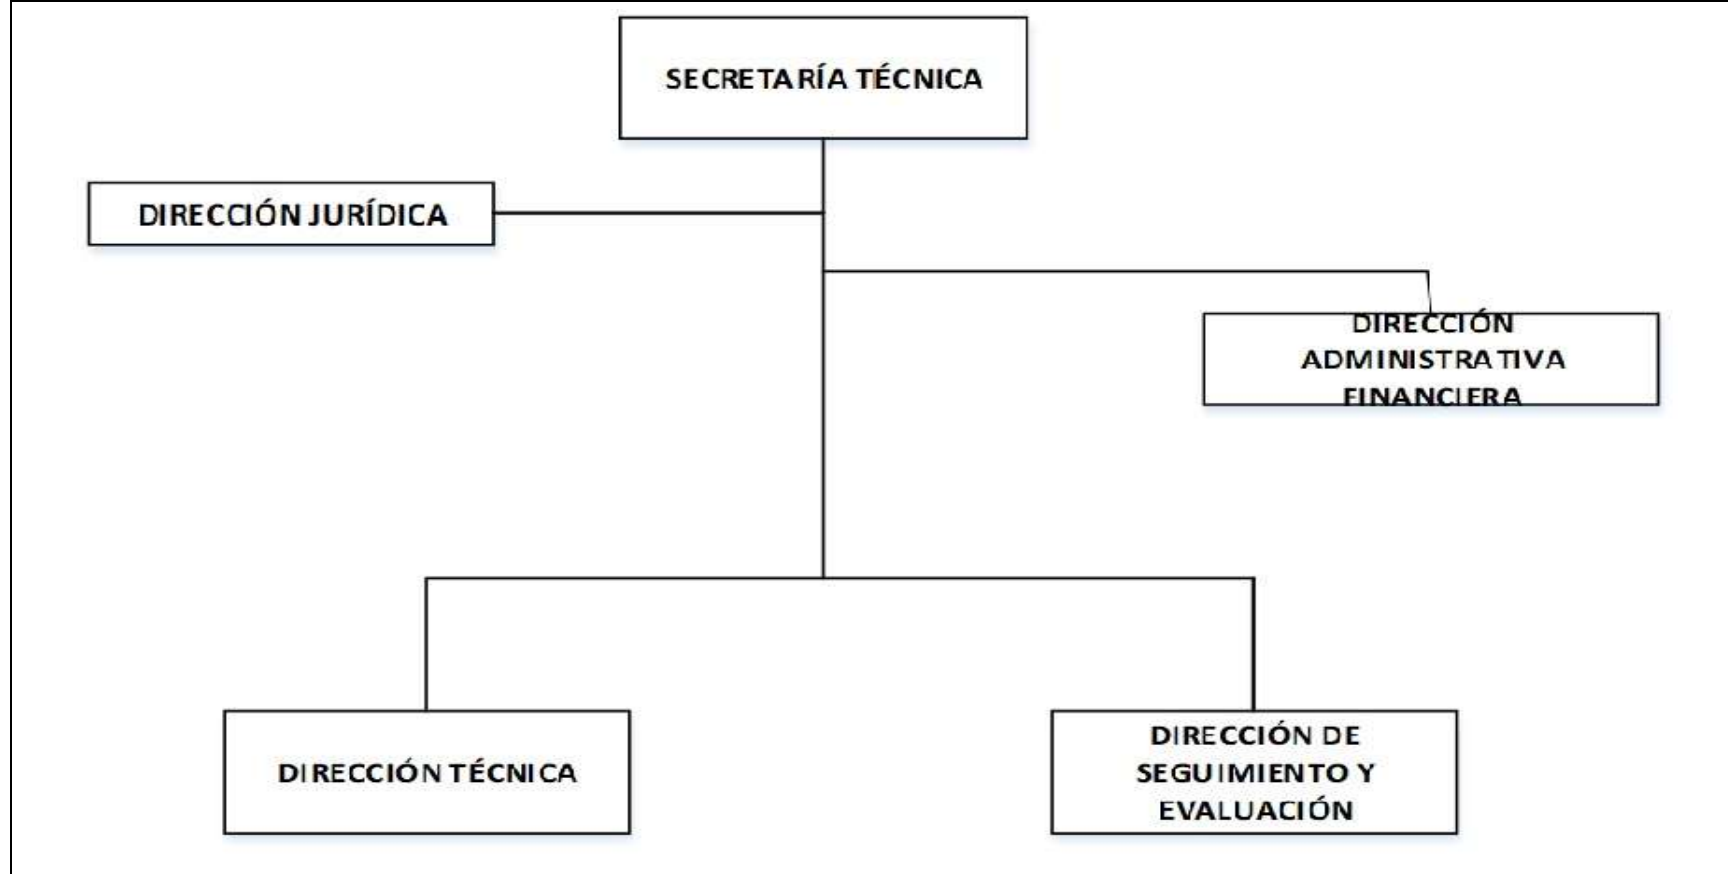 SECRETARÍA TÉCNICA
DIRECCIÓN JURÍDICA
DIRECCIÓN
ADMINISTRATIVA
FINANCIERA
DIRECCIÓN TÉCNICA
DIRECCIÓN DE
SEGUIMIENTO Y
EVALUACIÓN